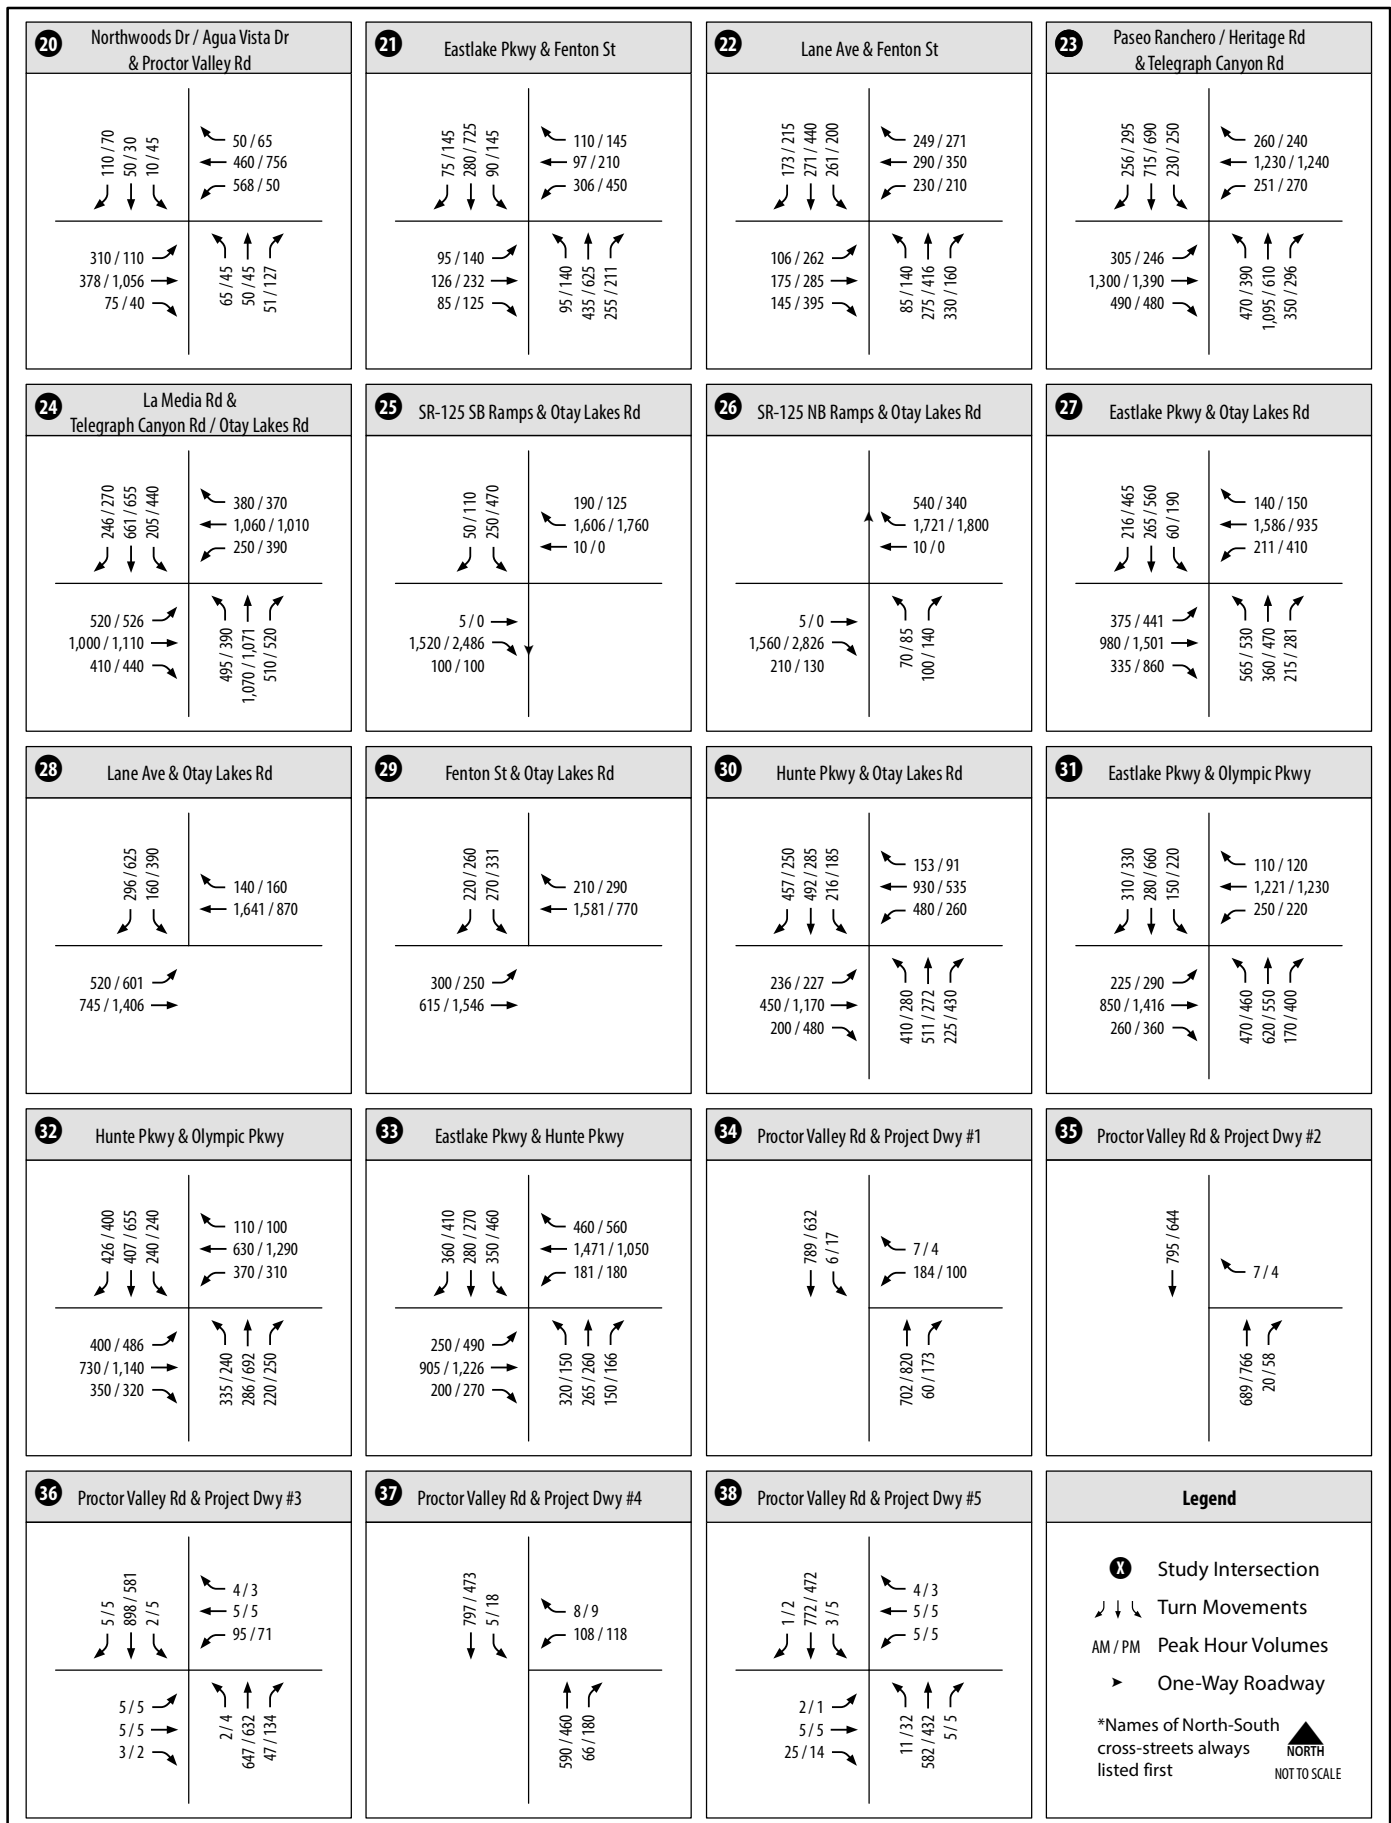 20
Northwoods Dr / Agua Vista Dr
& Proctor Valley Rd
110 / 70
50 / 30
10 / 45
50 / 65
460 / 756
568 / 50
310 / 110
378 / 1,056
75 / 40
65 / 45
50 / 45
51 / 127
21
Eastlake Pkwy & Fenton St
75 / 145
280 / 725
90 / 145
110 / 145
97 / 210
306 / 450
95 / 140
126 / 232
85 / 125
95 / 140
435 / 625
255 / 211
22
Lane Ave & Fenton St
173 / 215
271 / 440
261 / 200
249 / 271
290 / 350
230 / 210
106 / 262
175 / 285
145 / 395
85 / 140
275 / 416
330 / 160
23
Paseo Ranchero / Heritage Rd
& Telegraph Canyon Rd
256 / 295
715 / 690
230 / 250
260 / 240
1,230 / 1,240
251 / 270
305 / 246
1,300 / 1,390
490 / 480
470 / 390
1,095 / 610
350 / 296
24
La Media Rd &
Telegraph Canyon Rd / Otay Lakes Rd
246 / 270
661 / 655
205 / 440
380 / 370
1,060 / 1,010
250 / 390
520 / 526
1,000 / 1,110
410 / 440
495 / 390
1,070 / 1,071
510 / 520
25
SR-125 SB Ramps & Otay Lakes Rd
50 / 110
250 / 470
190 / 125
1,606 / 1,760
10 / 0
5 / 0
1,520 / 2,486
100 / 100
26
SR-125 NB Ramps & Otay Lakes Rd
540 / 340
1,721 / 1,800
10 / 0
5 / 0
1,560 / 2,826
210 / 130
70 / 85
100 / 140
27
Eastlake Pkwy & Otay Lakes Rd
216 / 465
265 / 560
60 / 190
140 / 150
1,586 / 935
211 / 410
375 / 441
980 / 1,501
335 / 860
565 / 530
360 / 470
215 / 281
28
Lane Ave & Otay Lakes Rd
296 / 625
160 / 390
140 / 160
1,641 / 870
520 / 601
745 / 1,406
29
Fenton St & Otay Lakes Rd
220 / 260
270 / 331
210 / 290
1,581 / 770
300 / 250
615 / 1,546
30
Hunte Pkwy & Otay Lakes Rd
457 / 250
492 / 285
216 / 185
153 / 91
930 / 535
480 / 260
236 / 227
450 / 1,170
200 / 480
410 / 280
511 / 272
225 / 430
31
Eastlake Pkwy & Olympic Pkwy
310 / 330
280 / 660
150 / 220
110 / 120
1,221 / 1,230
250 / 220
225 / 290
850 / 1,416
260 / 360
470 / 460
620 / 550
170 / 400
32
Hunte Pkwy & Olympic Pkwy
426 / 400
407 / 655
240 / 240
110 / 100
630 / 1,290
370 / 310
400 / 486
730 / 1,140
350 / 320
335 / 240
286 / 692
220 / 250
33
Eastlake Pkwy & Hunte Pkwy
360 / 410
280 / 270
350 / 460
460 / 560
1,471 / 1,050
181 / 180
250 / 490
905 / 1,226
200 / 270
320 / 150
265 / 260
150 / 166
34
Proctor Valley Rd & Project Dwy #1
789 / 632
6 / 17
7 / 4
184 / 100
702 / 820
60 / 173
35
Proctor Valley Rd & Project Dwy #2
795 / 644
7 / 4
689 / 766
20 / 58
36
Proctor Valley Rd & Project Dwy #3
5 / 5
898 / 581
2 / 5
4 / 3
5 / 5
95 / 71
5 / 5
5 / 5
3 / 2
2 / 4
647 / 632
47 / 134
37
Proctor Valley Rd & Project Dwy #4
797 / 473
5 / 18
8 / 9
108 / 118
590 / 460
66 / 180
38
Proctor Valley Rd & Project Dwy #5
1 / 2
772 / 472
3 / 5
4 / 3
5 / 5
5 / 5
2 / 1
5 / 5
25 / 14
11 / 32
582 / 432
5 / 5
Legend
X Study Intersection
Turn Movements
AM / PM Peak Hour Volumes
One-Way Roadway
*Names of North-South
cross-streets always
listed first
NORTH
NOT TO SCALE